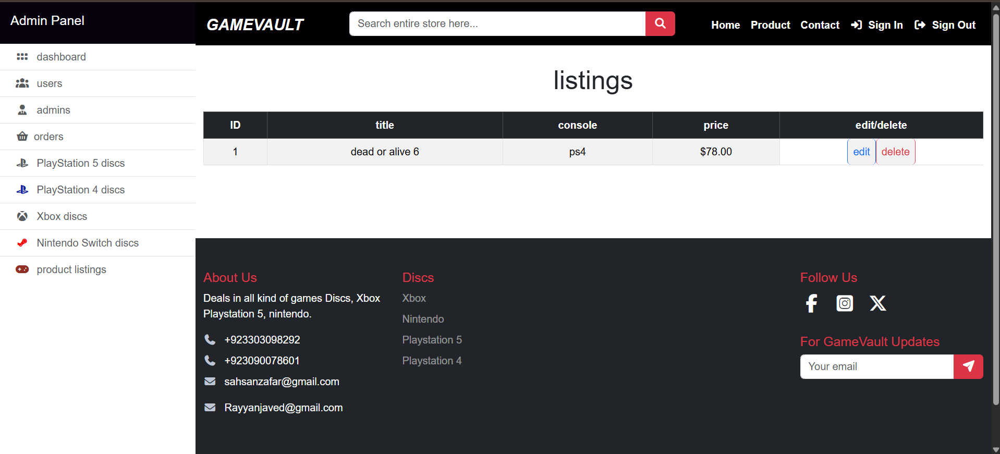 Admin Panel
GAMEVAULT
Search entire store here...
Home Product Contact Sign In Sign Out
dashboard
users
admins
orders
PlayStation 5 discs
PlayStation 4 discs
Xbox discs
Nintendo Switch discs
product listings
listings
ID title console price edit/delete
1 dead or alive 6 ps4 $78.00 edit delete
About Us
Deals in all kind of games Discs, Xbox
Playstation 5, nintendo.
+923303098292
+923090078601
sahsanzafar@gmail.com
Rayyanjaved@gmail.com
Discs
Xbox
Nintendo
Playstation 5
Playstation 4
Follow Us
For GameVault Updates
Your email